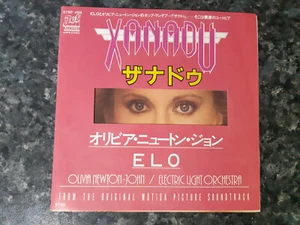 XANADU
ザナドゥ
オリビア・ニュートン・ジョン
ELO
OLIVIA NEWTON-JOHN / ELECTRIC LIGHT ORCHESTRA
FROM THE ORIGINAL MOTION PICTURE SOUNDTRACK